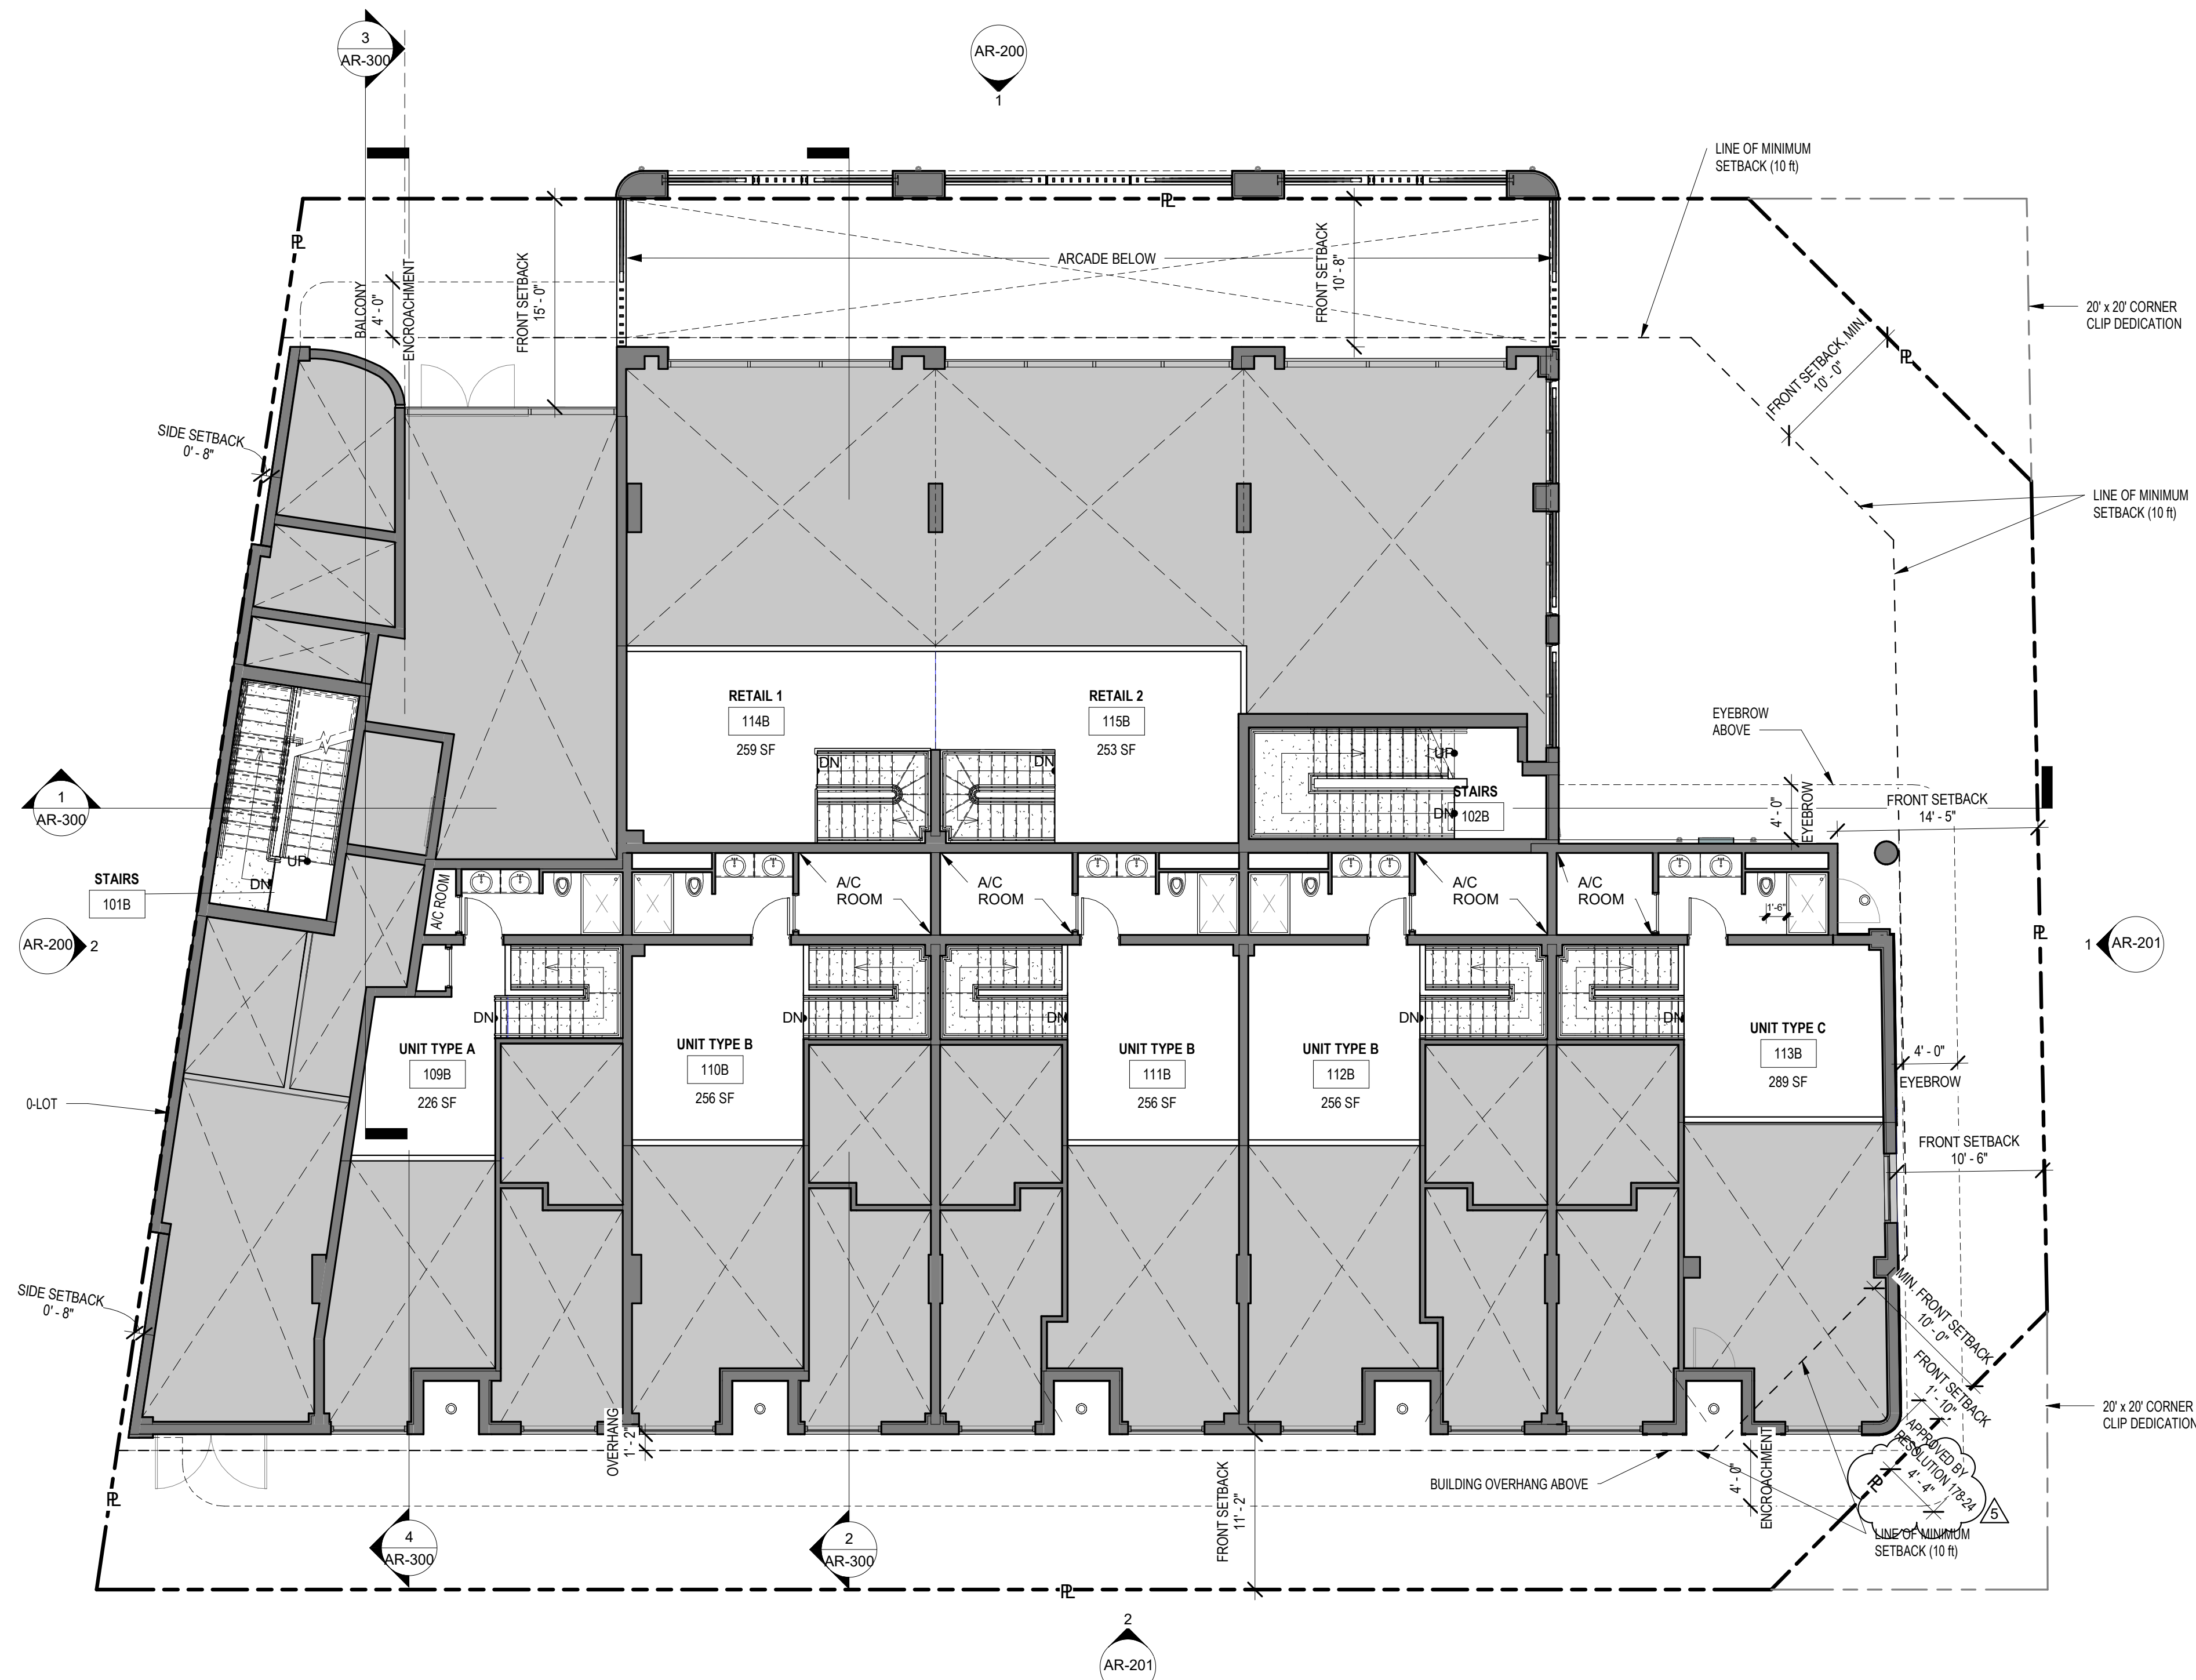 3
AR-300
AR-200
1
LINE OF MINIMUM
SETBACK (10 ft)
PL
PL
BALCONY
4' - 0"
ENCROACHMENT
FRONT SETBACK
15' - 0"
ARCADE BELOW
FRONT SETBACK
10' - 8"
20' x 20' CORNER
CLIP DEDICATION
FRONT SETBACK, MIN.
10' - 0"
PL
SIDE SETBACK
0' - 8"
LINE OF MINIMUM
SETBACK (10 ft)
RETAIL 1
114B
259 SF
RETAIL 2
115B
253 SF
EYEBROW
ABOVE
DN
DN
UP
STAIRS
102B
DN
4' - 0"
EYEBROW
FRONT SETBACK
14' - 5"
1
AR-300
UP
DN
STAIRS
101B
A/C ROOM
A/C
ROOM
A/C
ROOM
A/C
ROOM
A/C
ROOM
1'-6"
AR-200
2
PL
1
AR-201
DN
DN
DN
DN
DN
UNIT TYPE A
109B
226 SF
UNIT TYPE B
110B
256 SF
UNIT TYPE B
111B
256 SF
UNIT TYPE B
112B
256 SF
UNIT TYPE C
113B
289 SF
4' - 0"
EYEBROW
0-LOT
FRONT SETBACK
10' - 6"
SIDE SETBACK
0' - 8"
MIN. FRONT SETBACK
10' - 0"
FRONT SETBACK
1' - 10"
APPROVED BY
RESOLUTION 178-24
4' - 4"
PL
5
20' x 20' CORNER
CLIP DEDICATION
OVERHANG
1' - 2"
PL
FRONT SETBACK
11' - 2"
BUILDING OVERHANG ABOVE
4' - 0"
ENCROACHMENT
LINE OF MINIMUM
SETBACK (10 ft)
4
AR-300
2
AR-300
PL
2
AR-201